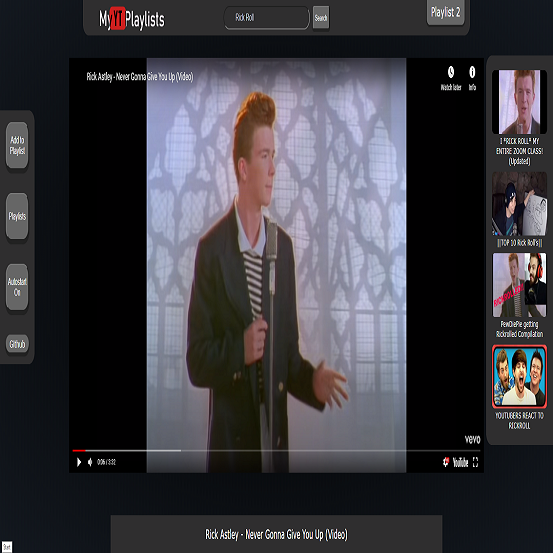 MyYTPlaylists
Rick Roll
Search
Playlist 2
Rick Astley - Never Gonna Give You Up (Video)
Watch later
Info
Add to
Playlist
Playlists
Autostart
On
Github
I *RICK ROLL* MY
ENTIRE ZOOM CLASS!
(Updated)
||TOP 10 Rick Roll's||
PewDiePie getting
Rickrolled Compilation
YOUTUBERS REACT TO
RICKROLL
vevo
0:06 / 3:32
YouTube
Rick Astley - Never Gonna Give You Up (Video)
Start